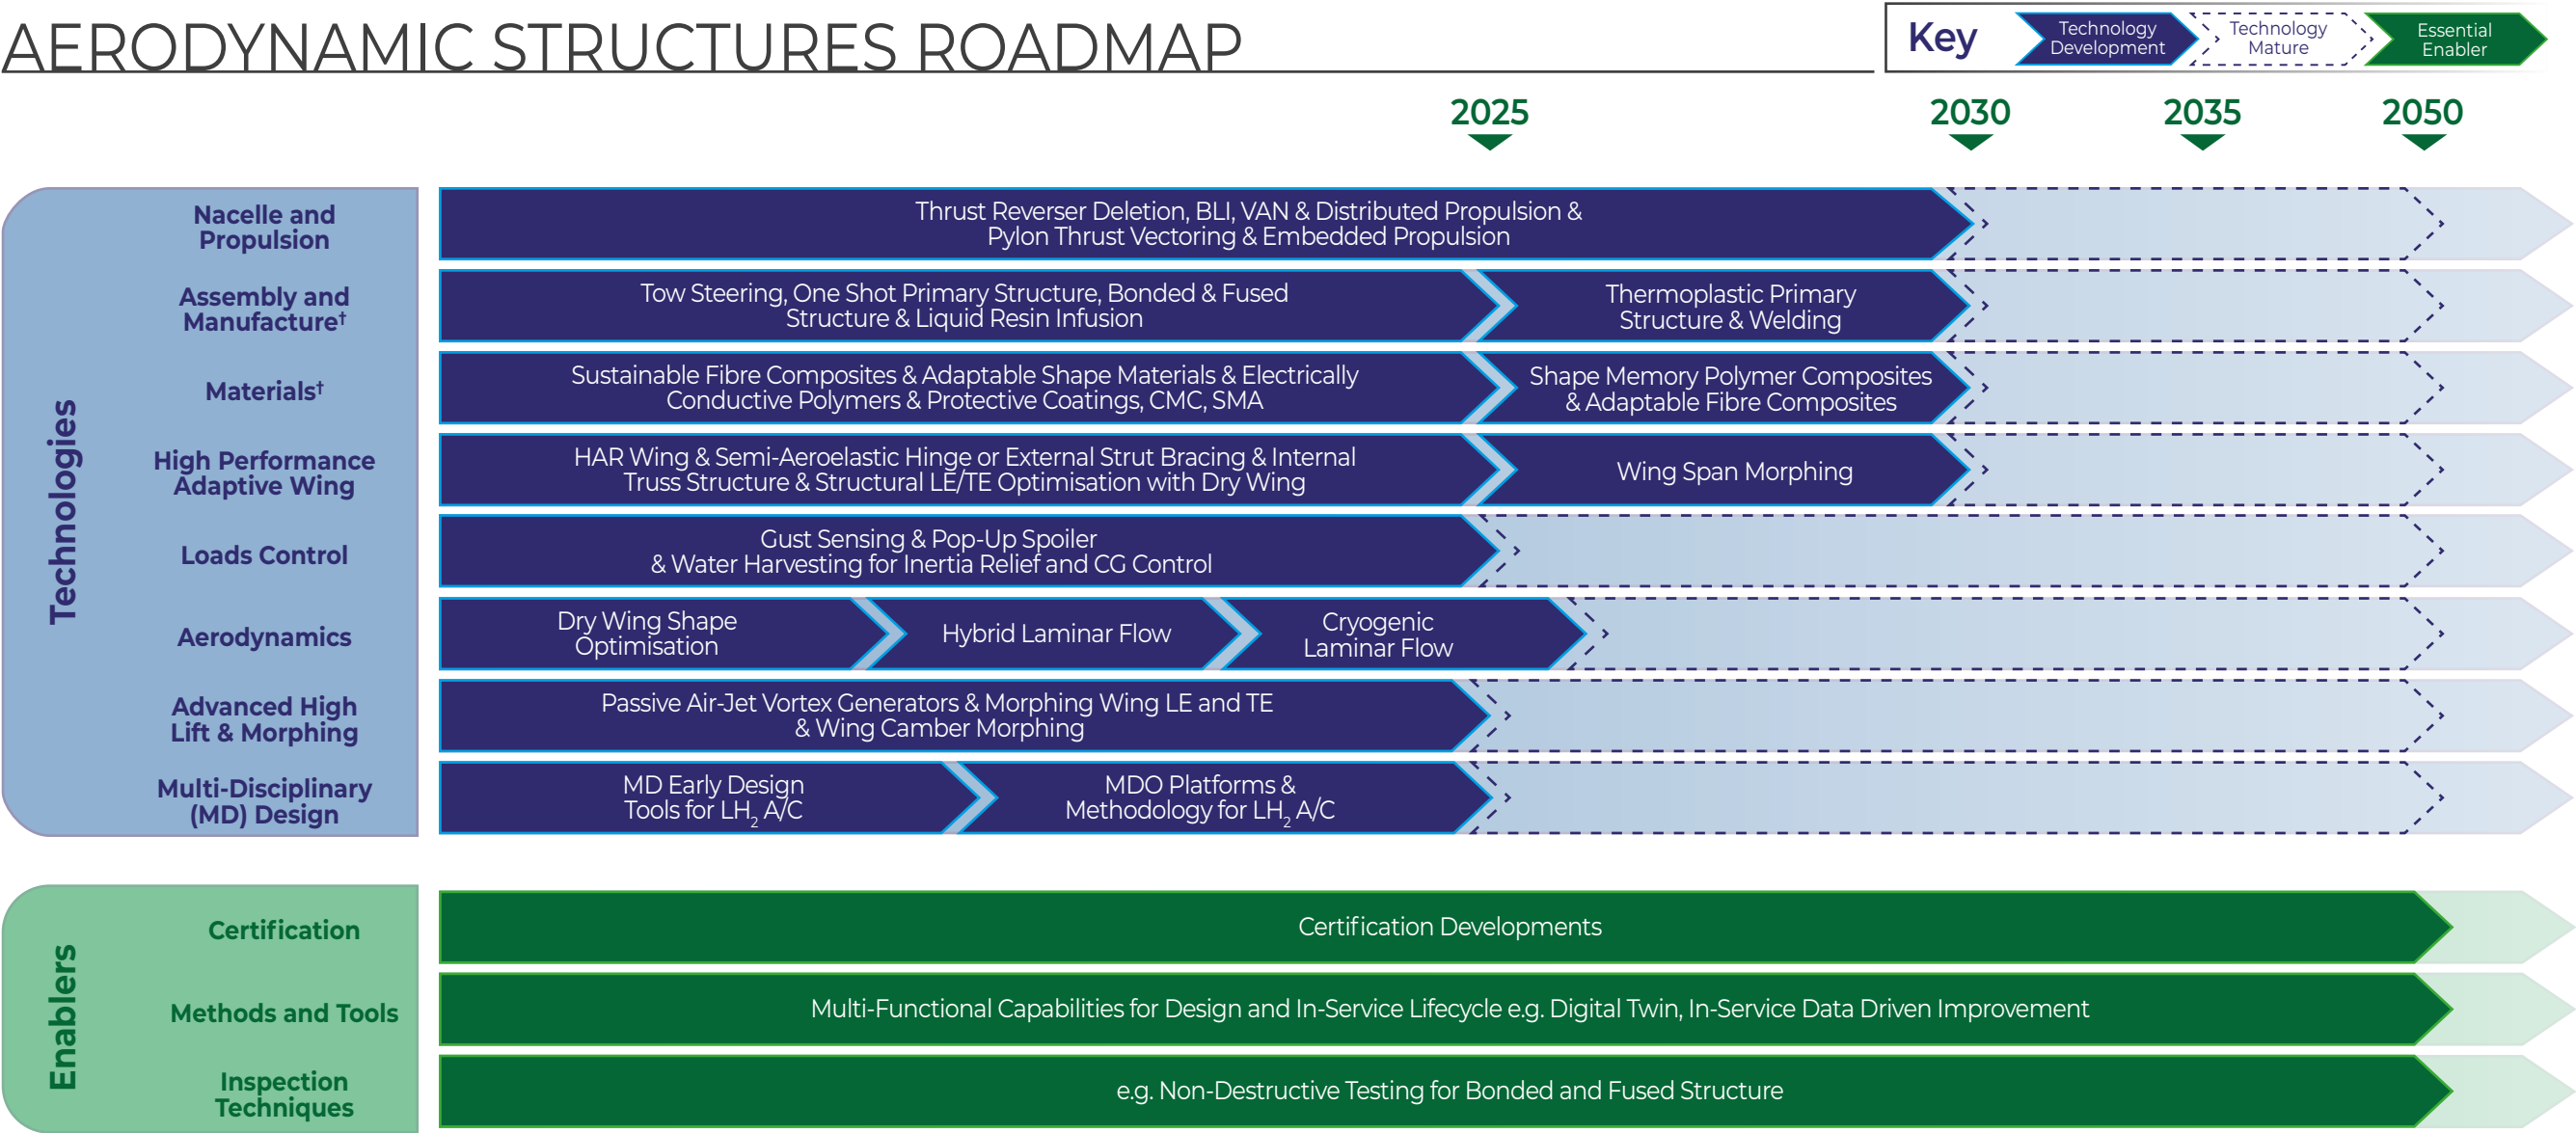 AERODYNAMIC STRUCTURES ROADMAP
Key
Technology
Development
Technology
Mature
Essential
Enabler
2025
2030
2035
2050
Technologies
Nacelle and
Propulsion
Thrust Reverser Deletion, BLI, VAN & Distributed Propulsion &
Pylon Thrust Vectoring & Embedded Propulsion
Assembly and
Manufacture†
Tow Steering, One Shot Primary Structure, Bonded & Fused
Structure & Liquid Resin Infusion
Thermoplastic Primary
Structure & Welding
Materials†
Sustainable Fibre Composites & Adaptable Shape Materials & Electrically
Conductive Polymers & Protective Coatings, CMC, SMA
Shape Memory Polymer Composites
& Adaptable Fibre Composites
High Performance
Adaptive Wing
HAR Wing & Semi-Aeroelastic Hinge or External Strut Bracing & Internal
Truss Structure & Structural LE/TE Optimisation with Dry Wing
Wing Span Morphing
Loads Control
Gust Sensing & Pop-Up Spoiler
& Water Harvesting for Inertia Relief and CG Control
Aerodynamics
Dry Wing Shape
Optimisation
Hybrid Laminar Flow
Cryogenic
Laminar Flow
Advanced High
Lift & Morphing
Passive Air-Jet Vortex Generators & Morphing Wing LE and TE
& Wing Camber Morphing
Multi-Disciplinary
(MD) Design
MD Early Design
Tools for LH₂ A/C
MDO Platforms &
Methodology for LH₂ A/C
Enablers
Certification
Certification Developments
Methods and Tools
Multi-Functional Capabilities for Design and In-Service Lifecycle e.g. Digital Twin, In-Service Data Driven Improvement
Inspection
Techniques
e.g. Non-Destructive Testing for Bonded and Fused Structure